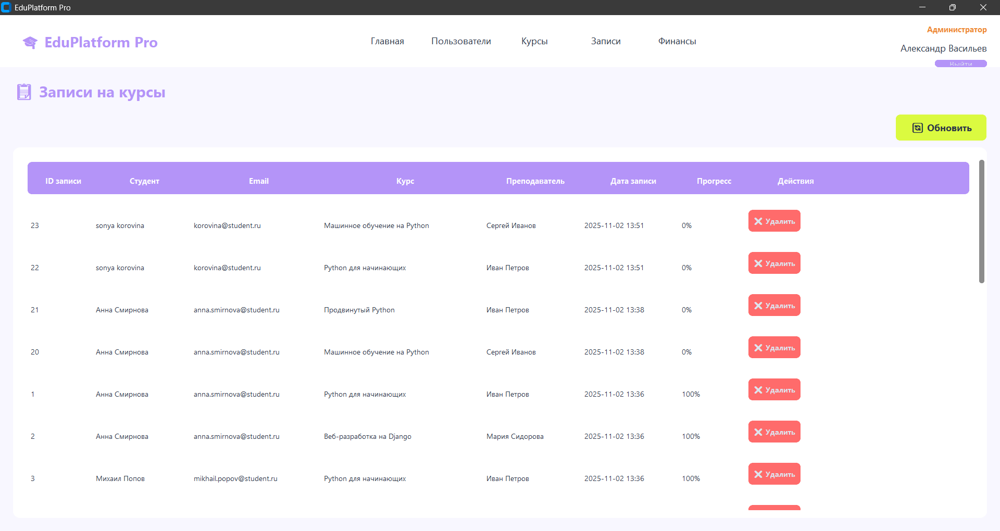 EduPlatform Pro
EduPlatform Pro
Главная Пользователи Курсы Записи Финансы
Администратор
Александр Васильев
Выйти
Записи на курсы
Обновить
ID записи Студент Email Курс Преподаватель Дата записи Прогресс Действия
23 sonya korovina korovina@student.ru Машинное обучение на Python Сергей Иванов 2025-11-02 13:51 0% Удалить
22 sonya korovina korovina@student.ru Python для начинающих Иван Петров 2025-11-02 13:51 0% Удалить
21 Анна Смирнова anna.smirnova@student.ru Продвинутый Python Иван Петров 2025-11-02 13:38 0% Удалить
20 Анна Смирнова anna.smirnova@student.ru Машинное обучение на Python Сергей Иванов 2025-11-02 13:38 0% Удалить
1 Анна Смирнова anna.smirnova@student.ru Python для начинающих Иван Петров 2025-11-02 13:36 100% Удалить
2 Анна Смирнова anna.smirnova@student.ru Веб-разработка на Django Мария Сидорова 2025-11-02 13:36 100% Удалить
3 Михаил Попов mikhail.popov@student.ru Python для начинающих Иван Петров 2025-11-02 13:36 100% Удалить